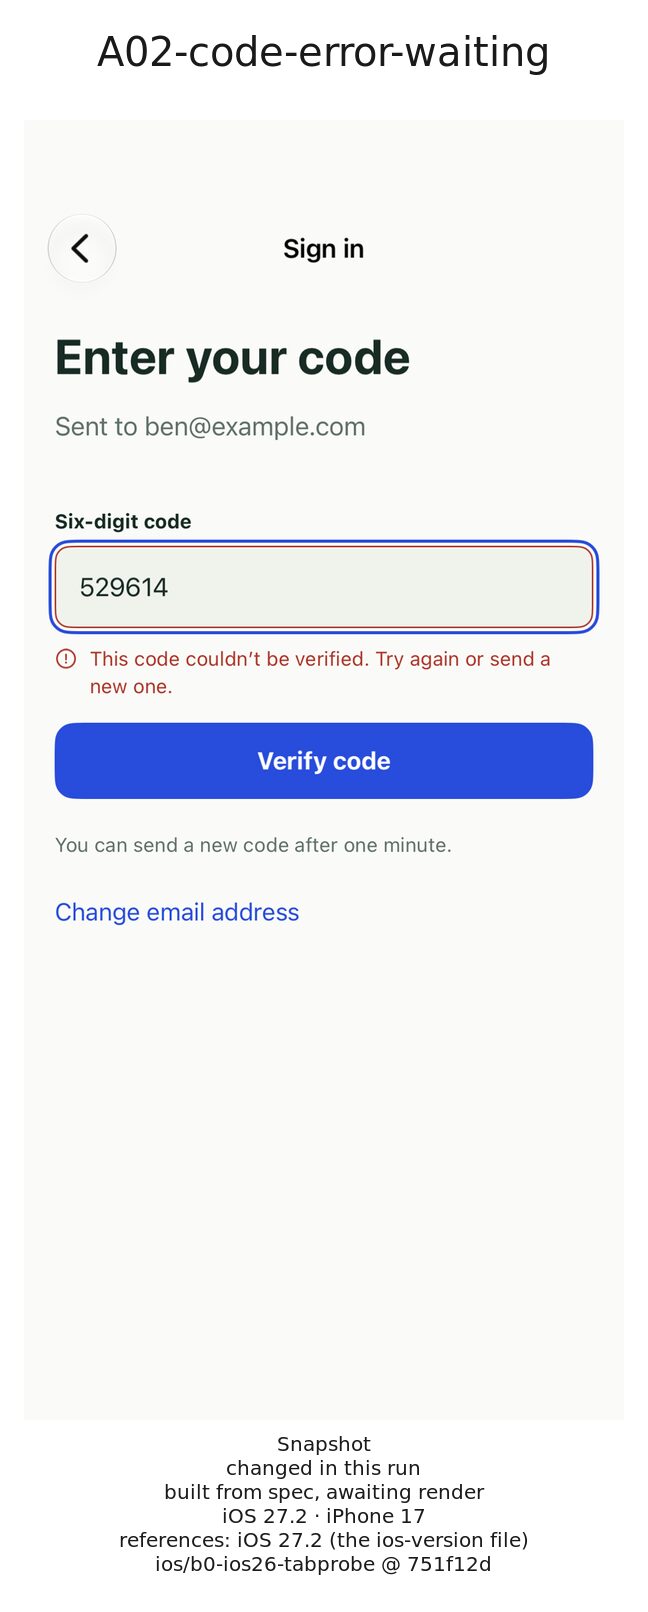 A02-code-error-waiting
Sign in
Enter your code
Sent to ben@example.com
Six-digit code
529614
This code couldn’t be verified. Try again or send a
new one.
Verify code
You can send a new code after one minute.
Change email address
Snapshot
changed in this run
built from spec, awaiting render
iOS 27.2 · iPhone 17
references: iOS 27.2 (the ios-version file)
ios/b0-ios26-tabprobe @ 751f12d